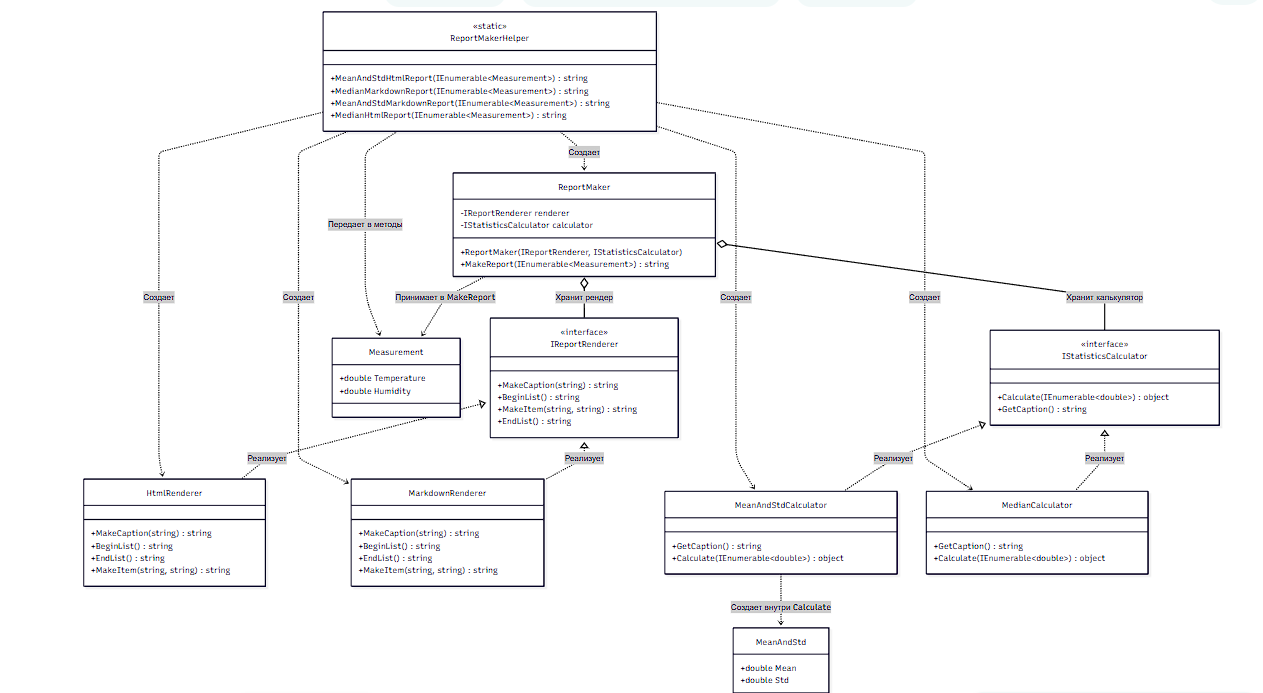 «static»
ReportMakerHelper
+MeanAndStdHtmlReport(IEnumerable<Measurement>) : string
+MedianMarkdownReport(IEnumerable<Measurement>) : string
+MeanAndStdMarkdownReport(IEnumerable<Measurement>) : string
+MedianHtmlReport(IEnumerable<Measurement>) : string
Создает
ReportMaker
-IReportRenderer renderer
-IStatisticsCalculator calculator
+ReportMaker(IReportRenderer, IStatisticsCalculator)
+MakeReport(IEnumerable<Measurement>) : string
Передает в методы
Создает
Создает
Принимает в MakeReport
Хранит рендер
Создает
Создает
Хранит калькулятор
Measurement
+double Temperature
+double Humidity
«interface»
IReportRenderer
+MakeCaption(string) : string
+BeginList() : string
+MakeItem(string, string) : string
+EndList() : string
«interface»
IStatisticsCalculator
+Calculate(IEnumerable<double>) : object
+GetCaption() : string
Реализует
Реализует
Реализует
Реализует
HtmlRenderer
+MakeCaption(string) : string
+BeginList() : string
+EndList() : string
+MakeItem(string, string) : string
MarkdownRenderer
+MakeCaption(string) : string
+BeginList() : string
+EndList() : string
+MakeItem(string, string) : string
MeanAndStdCalculator
+GetCaption() : string
+Calculate(IEnumerable<double>) : object
MedianCalculator
+GetCaption() : string
+Calculate(IEnumerable<double>) : object
Создает внутри Calculate
MeanAndStd
+double Mean
+double Std